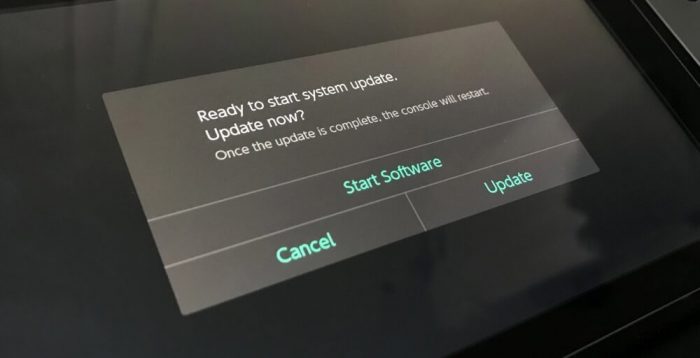 Ready to start system update.
Update now?
Once the update is complete, the console will restart.
Start Software
Cancel
Update